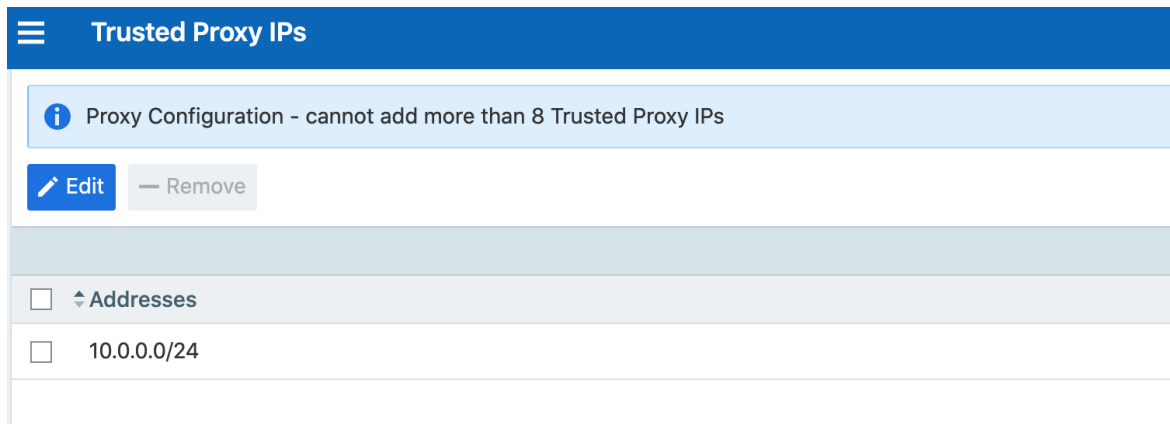 Trusted Proxy IPs
Proxy Configuration - cannot add more than 8 Trusted Proxy IPs
Edit Remove
Addresses
10.0.0.0/24